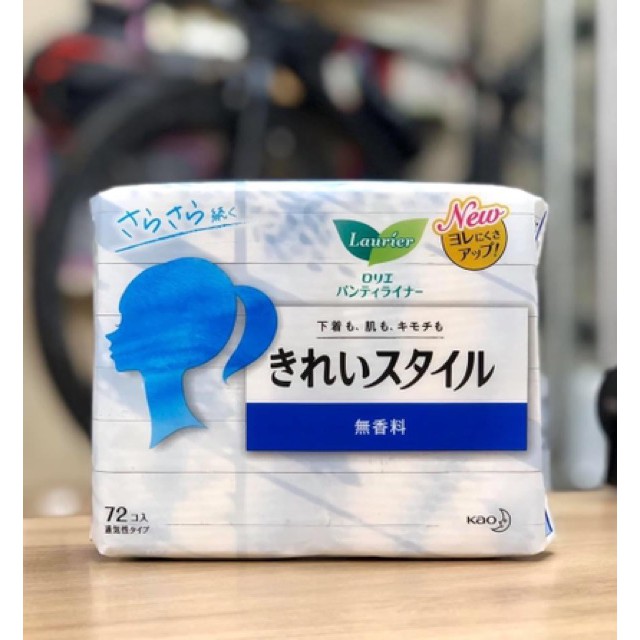 さらさら続く
Laurier
New
ヨレにくさ
アップ!
ロリエ
パンティライナー
下着も、肌も、キモチも
きれいスタイル
無香料
72コ入
通気性タイプ
Kao